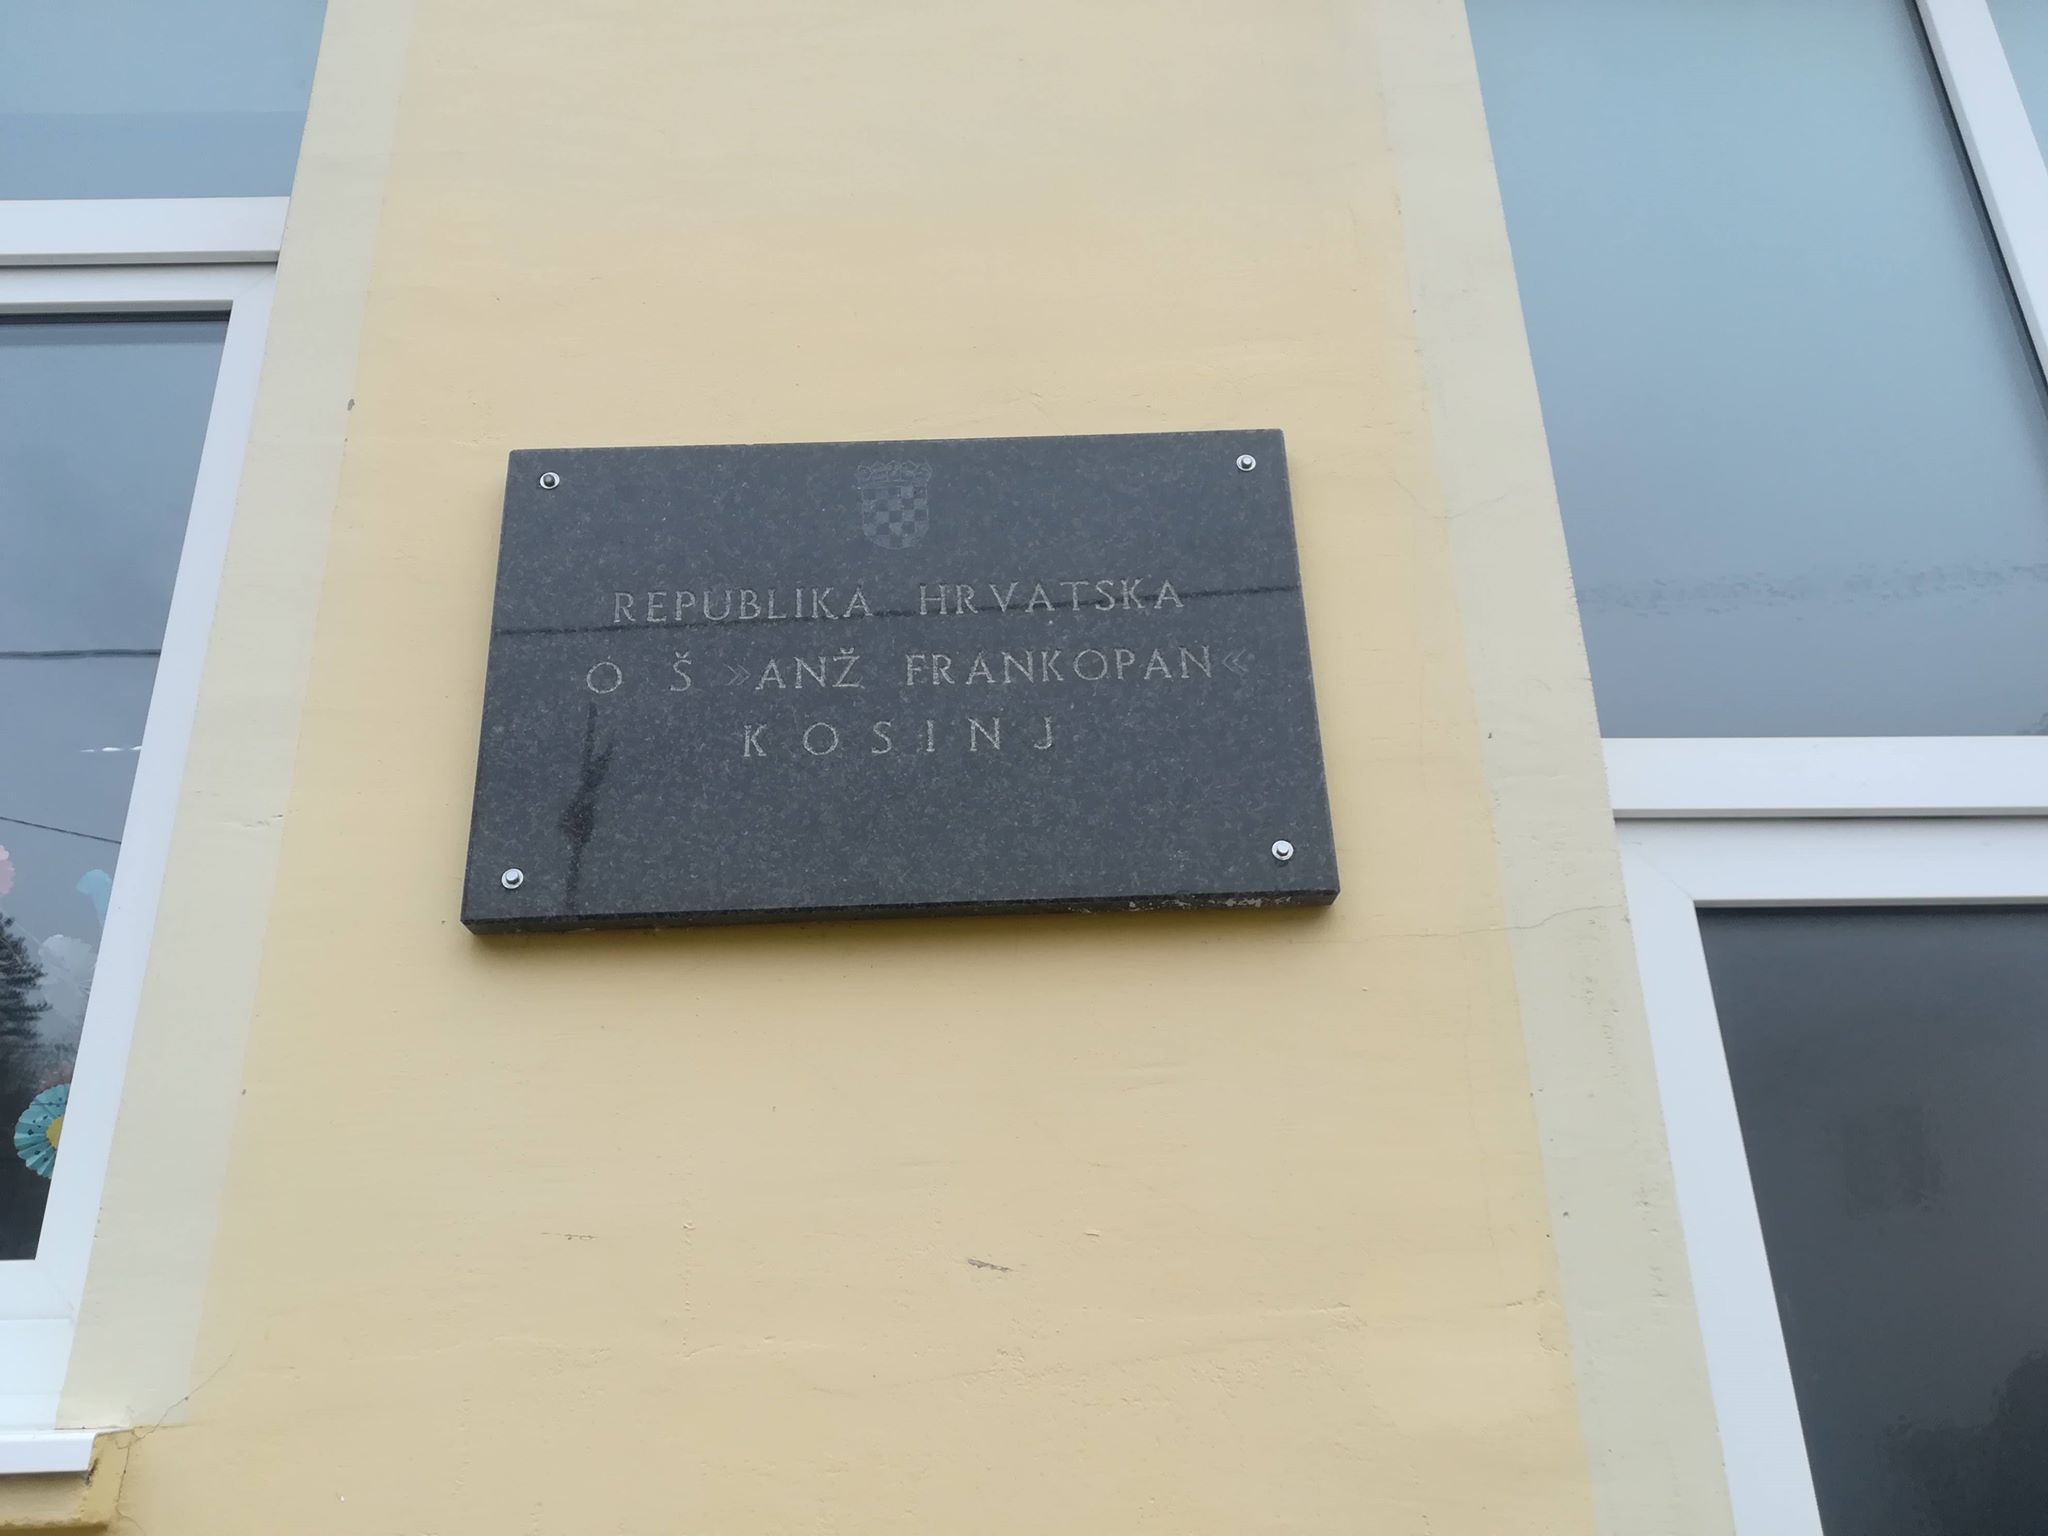 REPUBLIKA HRVATSKA
O Š »ANŽ FRANKOPAN«
KOSINJ